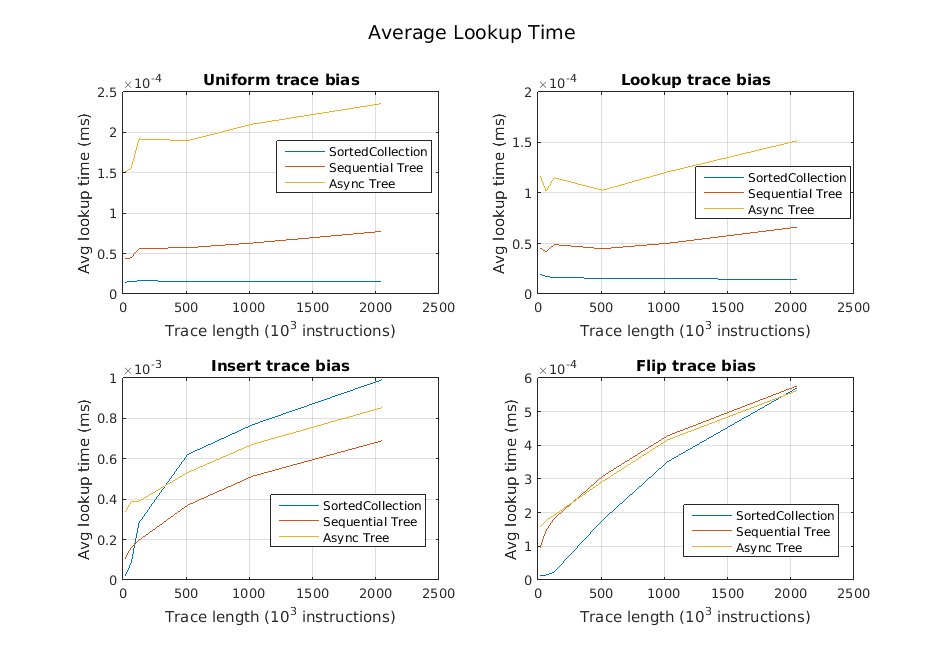 Average Lookup Time
Uniform trace bias
×10^-4
2.5
2
1.5
1
0.5
0
Avg lookup time (ms)
SortedCollection
Sequential Tree
Async Tree
0 500 1000 1500 2000 2500
Trace length (10^3 instructions)
Lookup trace bias
×10^-4
2
1.5
1
0.5
0
Avg lookup time (ms)
SortedCollection
Sequential Tree
Async Tree
0 500 1000 1500 2000 2500
Trace length (10^3 instructions)
Insert trace bias
×10^-3
1
0.8
0.6
0.4
0.2
0
Avg lookup time (ms)
SortedCollection
Sequential Tree
Async Tree
0 500 1000 1500 2000 2500
Trace length (10^3 instructions)
Flip trace bias
×10^-4
6
5
4
3
2
1
0
Avg lookup time (ms)
SortedCollection
Sequential Tree
Async Tree
0 500 1000 1500 2000 2500
Trace length (10^3 instructions)